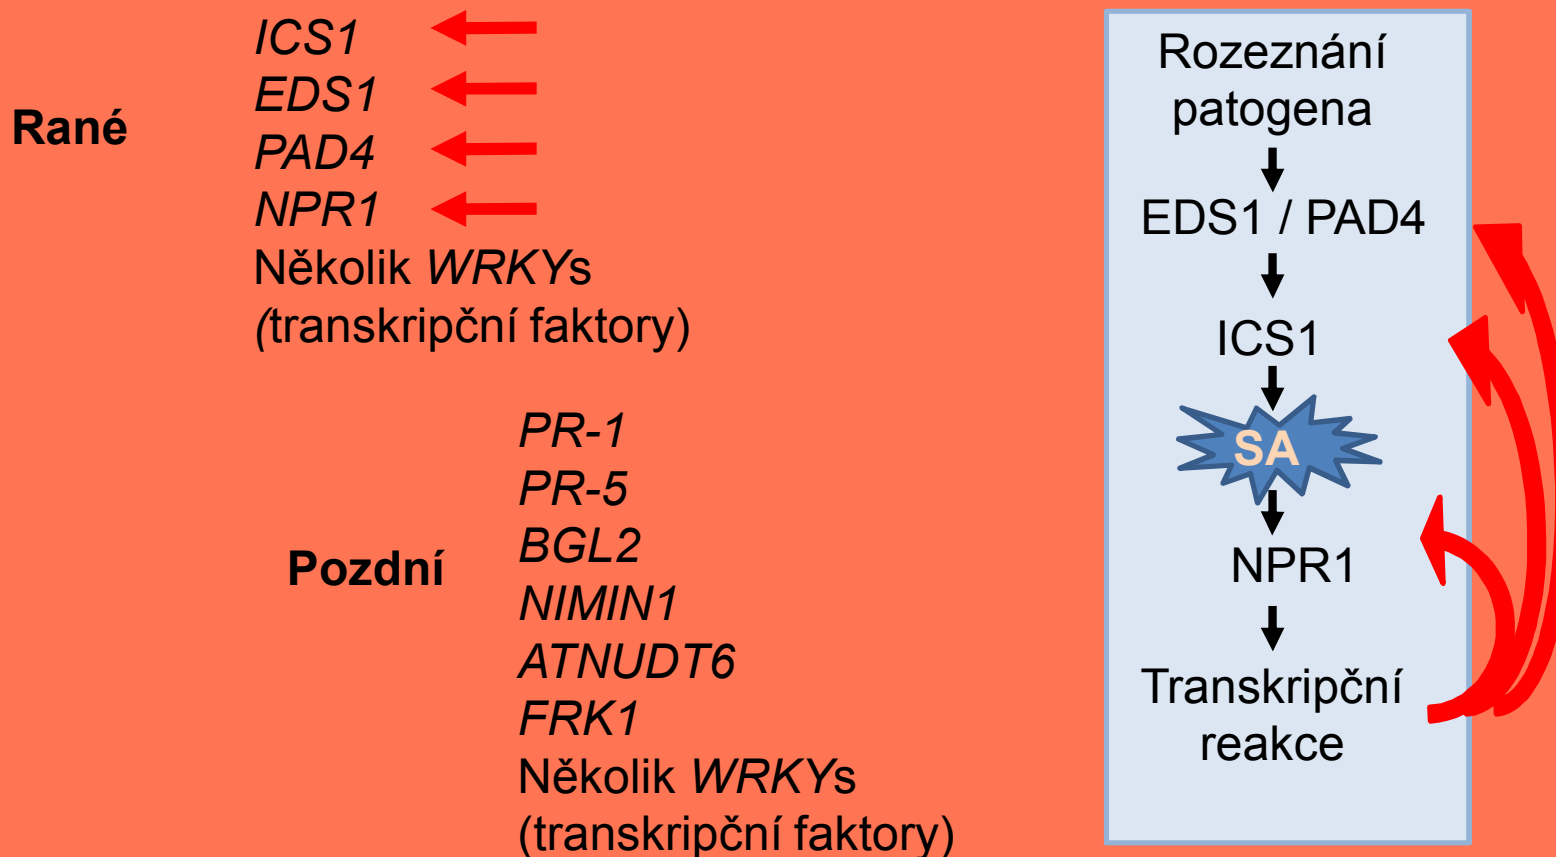 Rané
ICS1
EDS1
PAD4
NPR1
Několik WRKYs
(transkripční faktory)
Pozdní
PR-1
PR-5
BGL2
NIMIN1
ATNUDT6
FRK1
Několik WRKYs
(transkripční faktory)
Rozeznání
patogena
EDS1 / PAD4
ICS1
SA
NPR1
Transkripční
reakce